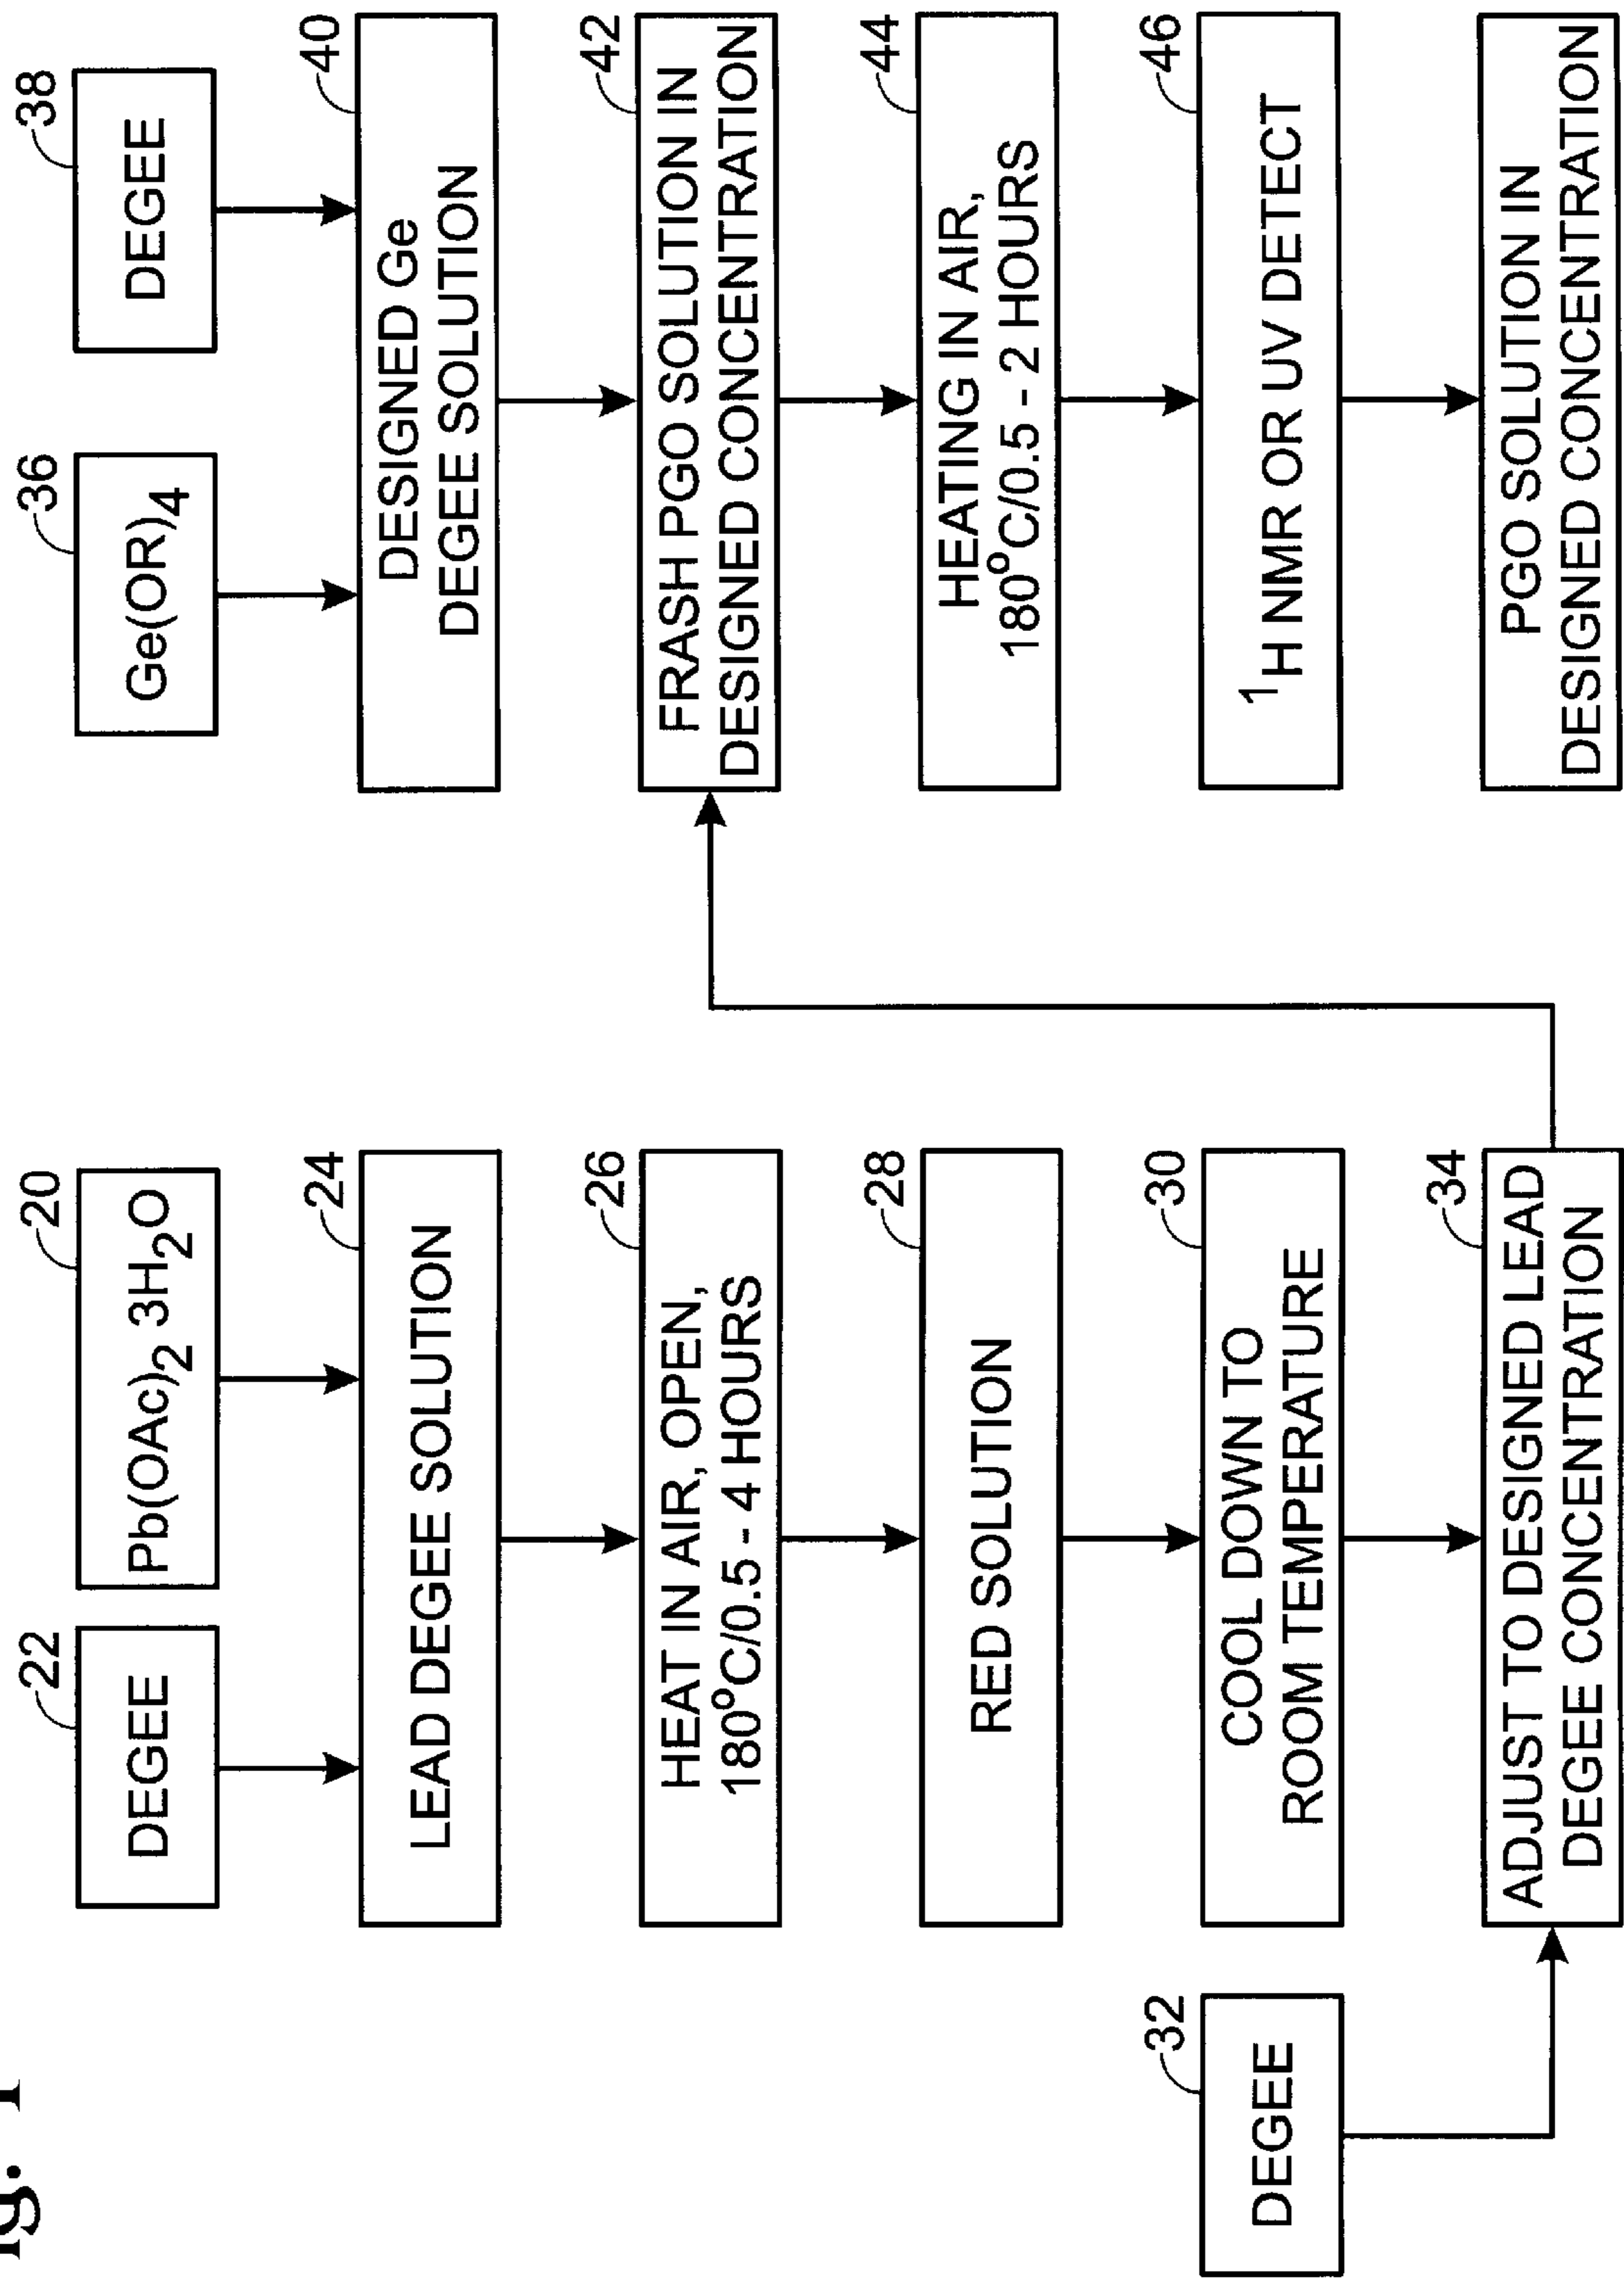 ig. 1
22
DEGEE
20
Pb(OAc)2 3H2O
24
LEAD DEGEE SOLUTION
26
HEAT IN AIR, OPEN,
180°C/0.5 - 4 HOURS
28
RED SOLUTION
30
COOL DOWN TO
ROOM TEMPERATURE
32
DEGEE
34
ADJUST TO DESIGNED LEAD
DEGEE CONCENTRATION
36
Ge(OR)4
38
DEGEE
40
DESIGNED Ge
DEGEE SOLUTION
42
FRASH PGO SOLUTION IN
DESIGNED CONCENTRATION
44
HEATING IN AIR,
180°C/0.5 - 2 HOURS
46
1H NMR OR UV DETECT
PGO SOLUTION IN
DESIGNED CONCENTRATION